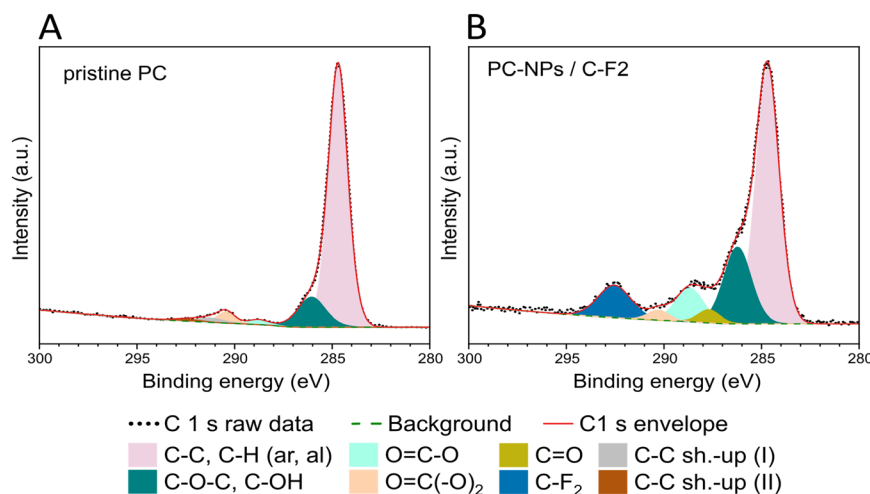 A
B
pristine PC
PC-NPs / C-F2
Intensity (a.u.)
Intensity (a.u.)
300 295 290 285 280
300 295 290 285 280
Binding energy (eV)
Binding energy (eV)
C 1 s raw data Background C1 s envelope
C-C, C-H (ar, al) O=C-O C=O C-C sh.-up (I)
C-O-C, C-OH O=C(-O)₂ C-F₂ C-C sh.-up (II)